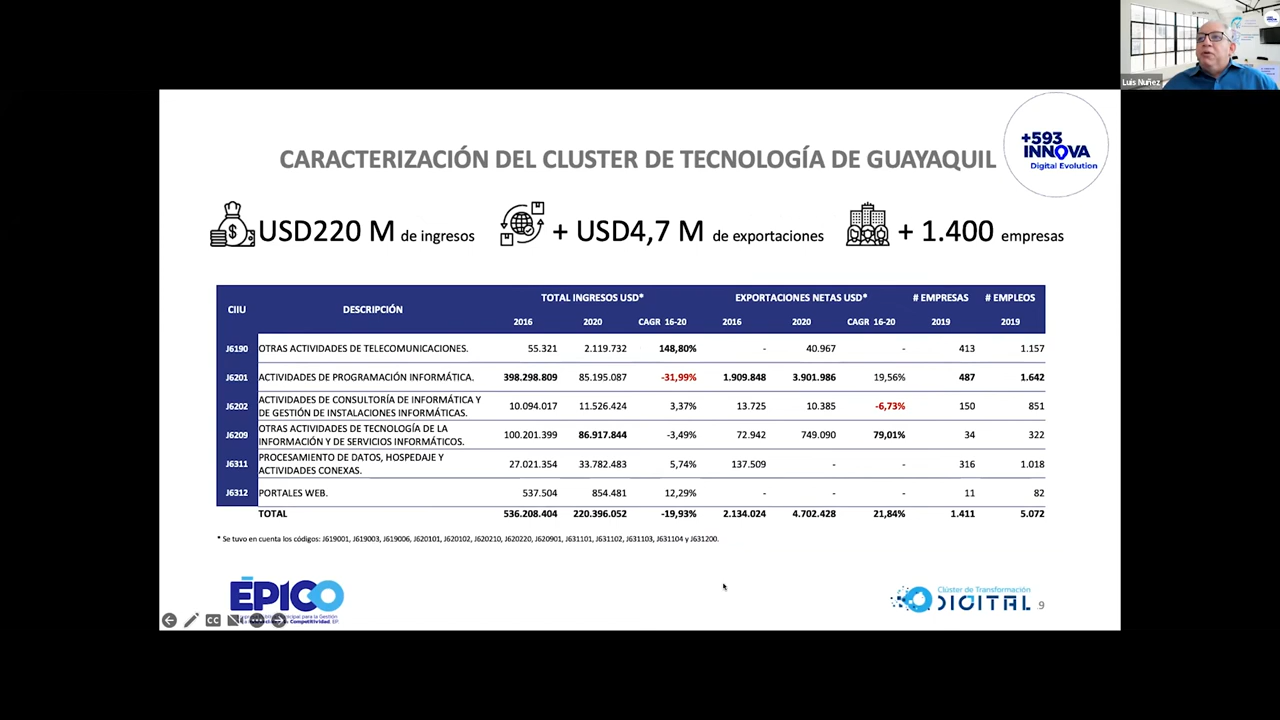 Luis Nuñez
+593
INNOVA
Digital Evolution
CARACTERIZACIÓN DEL CLUSTER DE TECNOLOGÍA DE GUAYAQUIL
USD220 M de ingresos + USD4,7 M de exportaciones + 1.400 empresas
CIIU DESCRIPCIÓN TOTAL INGRESOS USD* EXPORTACIONES NETAS USD* # EMPRESAS # EMPLEOS
2016 2020 CAGR 16-20 2016 2020 CAGR 16-20 2019 2019
J6190 OTRAS ACTIVIDADES DE TELECOMUNICACIONES. 55.321 2.119.732 148,80% - 40.967 - 413 1.157
J6201 ACTIVIDADES DE PROGRAMACIÓN INFORMÁTICA. 398.298.809 85.195.087 -31,99% 1.909.848 3.901.986 19,56% 487 1.642
J6202 ACTIVIDADES DE CONSULTORÍA DE INFORMÁTICA Y
DE GESTIÓN DE INSTALACIONES INFORMÁTICAS. 10.094.017 11.526.424 3,37% 13.725 10.385 -6,73% 150 851
J6209 OTRAS ACTIVIDADES DE TECNOLOGÍA DE LA
INFORMACIÓN Y DE SERVICIOS INFORMÁTICOS. 100.201.399 86.917.844 -3,49% 72.942 749.090 79,01% 34 322
J6311 PROCESAMIENTO DE DATOS, HOSPEDAJE Y
ACTIVIDADES CONEXAS. 27.021.354 33.782.483 5,74% 137.509 - - 316 1.018
J6312 PORTALES WEB. 537.504 854.481 12,29% - - - 11 82
TOTAL 536.208.404 220.396.052 -19,93% 2.134.024 4.702.428 21,84% 1.411 5.072
* Se tuvo en cuenta los códigos: J619001, J619003, J619006, J620101, J620102, J620210, J620220, J620901, J631101, J631102, J631103, J631104 y J631200.
ÉPICO
para la Gestión
Competitividad, EP.
CC
Clúster de Transformación
DIGITAL
9